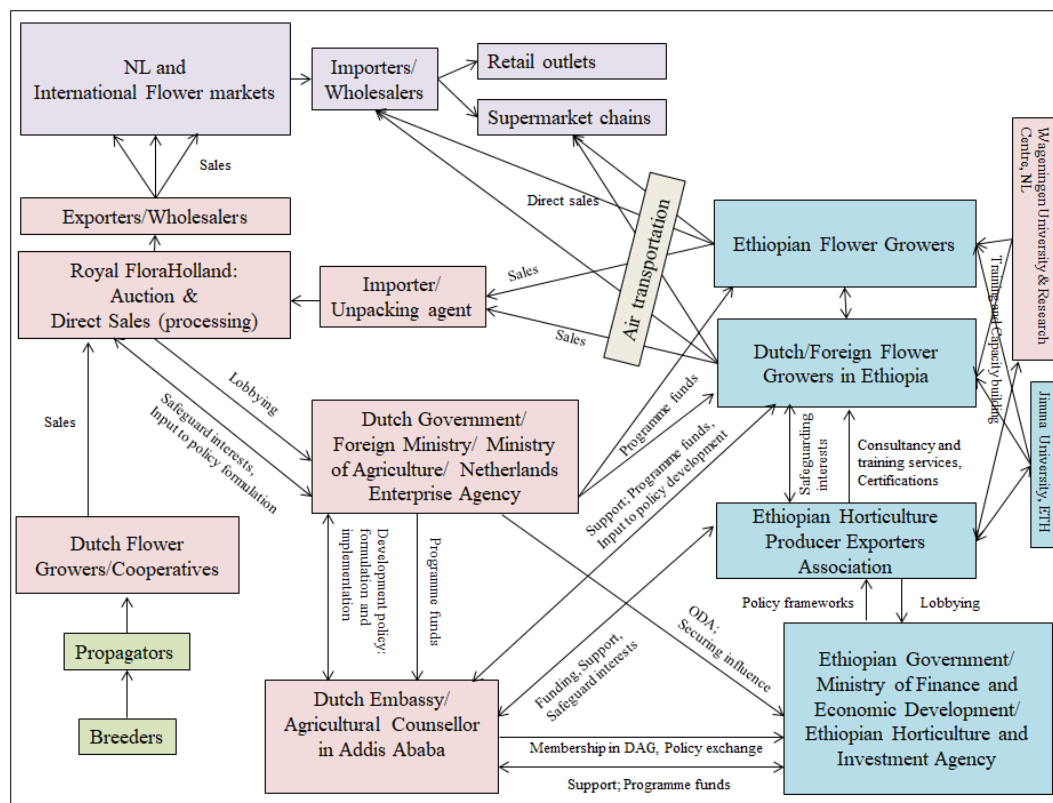 NL and
International Flower markets
Importers/
Wholesalers
Retail outlets
Supermarket chains
Sales
Exporters/Wholesalers
Royal FloraHolland:
Auction &
Direct Sales (processing)
Importer/
Unpacking agent
Sales
Sales
Direct sales
Air transportation
Ethiopian Flower Growers
Dutch/Foreign Flower
Growers in Ethiopia
Wageningen University & Research
Centre, NL
Training and Capacity building
Jimma University, ETH
Sales
Lobbying
Safeguard interests,
Input to policy formulation
Dutch Government/
Foreign Ministry/ Ministry
of Agriculture/ Netherlands
Enterprise Agency
Programme funds
Support; Programme funds,
Input to policy development
Safeguarding
interests
Consultancy and
training services,
Certifications
Ethiopian Horticulture
Producer Exporters
Association
Policy frameworks
Lobbying
Dutch Flower
Growers/Cooperatives
Propagators
Breeders
Development policy:
formulation and
implementation
Programme funds
ODA;
Securing influence
Funding, Support,
Safeguard interests
Dutch Embassy/
Agricultural Counsellor
in Addis Ababa
Membership in DAG, Policy exchange
Support; Programme funds
Ethiopian Government/
Ministry of Finance and
Economic Development/
Ethiopian Horticulture and
Investment Agency